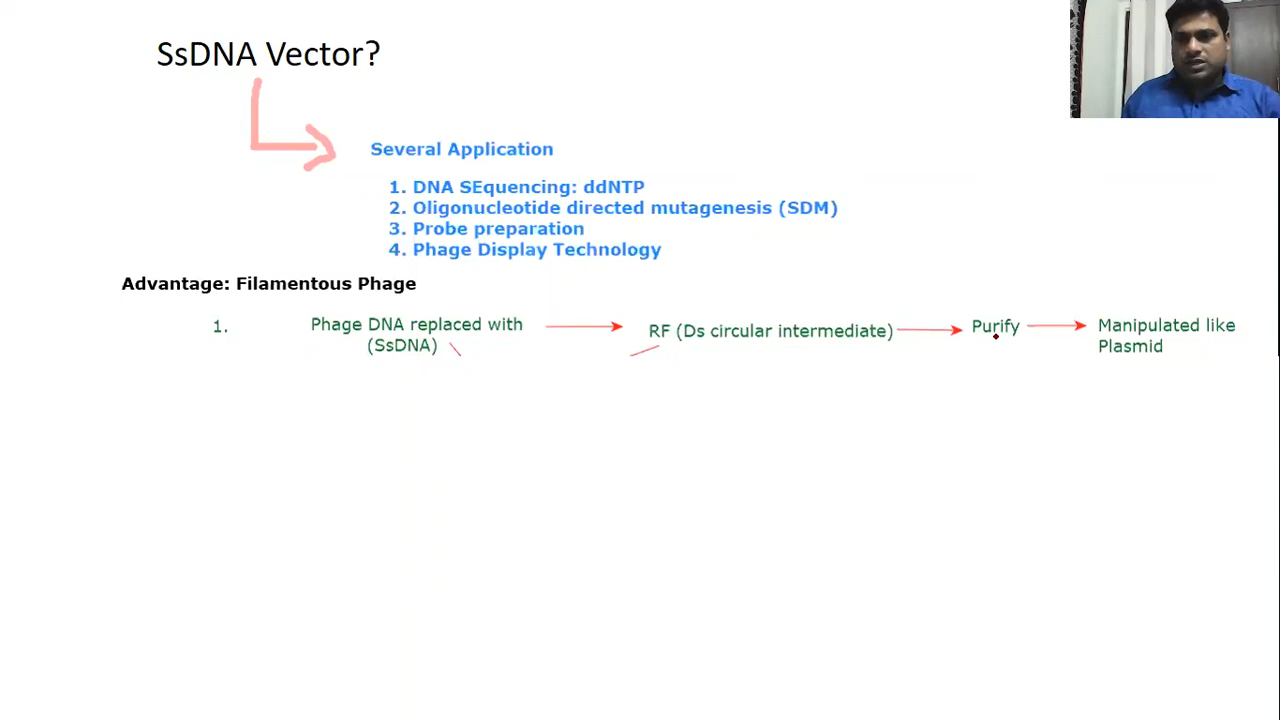 SsDNA Vector?
Several Application
1. DNA SEquencing: ddNTP
2. Oligonucleotide directed mutagenesis (SDM)
3. Probe preparation
4. Phage Display Technology
Advantage: Filamentous Phage
1. Phage DNA replaced with
(SsDNA)
RF (Ds circular intermediate)
Purify
Manipulated like
Plasmid